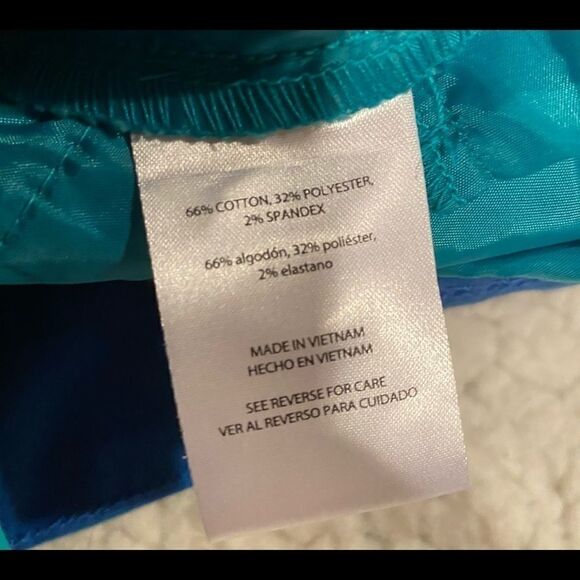 66% COTTON, 32% POLYESTER,
2% SPANDEX
66% algodón, 32% poliéster,
2% elastano
MADE IN VIETNAM
HECHO EN VIETNAM
SEE REVERSE FOR CARE
VER AL REVERSO PARA CUIDADO